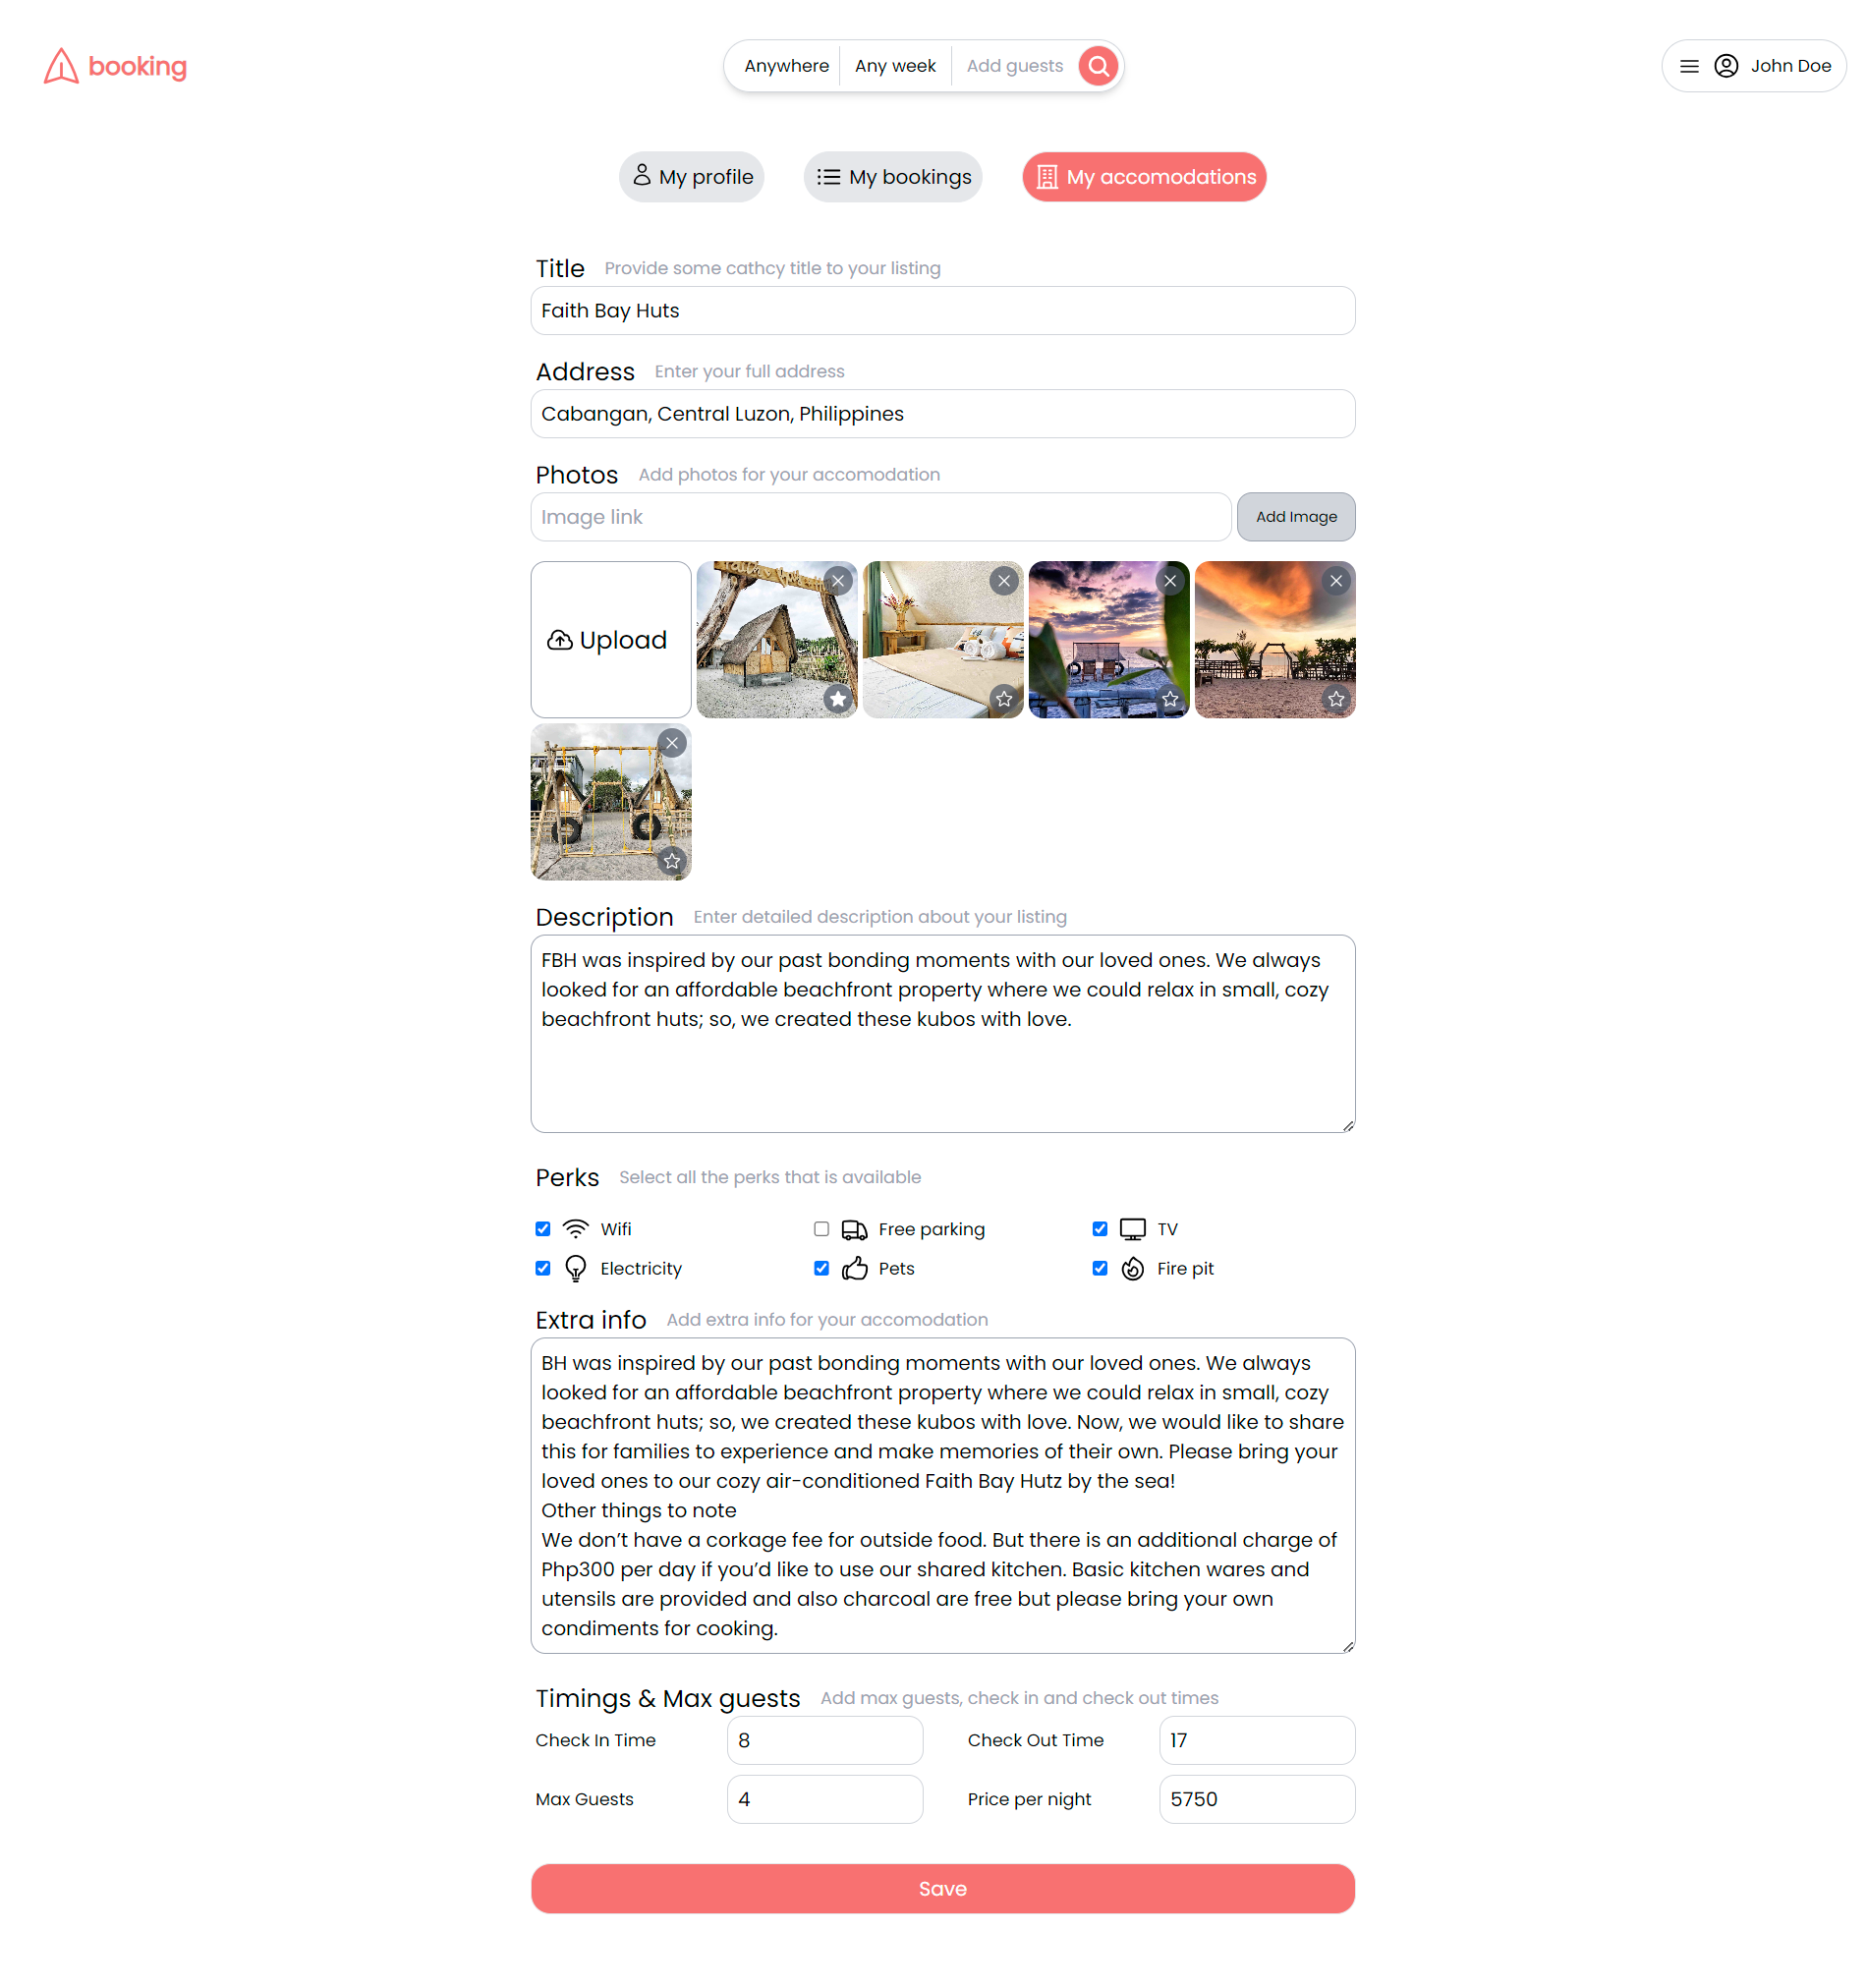 booking
Anywhere
Any week
Add guests
John Doe
My profile
My bookings
My accomodations
Title Provide some cathcy title to your listing
Faith Bay Huts
Address Enter your full address
Cabangan, Central Luzon, Philippines
Photos Add photos for your accomodation
Image link
Add Image
Upload
Description Enter detailed description about your listing
FBH was inspired by our past bonding moments with our loved ones. We always
looked for an affordable beachfront property where we could relax in small, cozy
beachfront huts; so, we created these kubos with love.
Perks Select all the perks that is available
Wifi
Free parking
TV
Electricity
Pets
Fire pit
Extra info Add extra info for your accomodation
BH was inspired by our past bonding moments with our loved ones. We always
looked for an affordable beachfront property where we could relax in small, cozy
beachfront huts; so, we created these kubos with love. Now, we would like to share
this for families to experience and make memories of their own. Please bring your
loved ones to our cozy air-conditioned Faith Bay Hutz by the sea!
Other things to note
We don’t have a corkage fee for outside food. But there is an additional charge of
Php300 per day if you’d like to use our shared kitchen. Basic kitchen wares and
utensils are provided and also charcoal are free but please bring your own
condiments for cooking.
Timings & Max guests Add max guests, check in and check out times
Check In Time
8
Check Out Time
17
Max Guests
4
Price per night
5750
Save